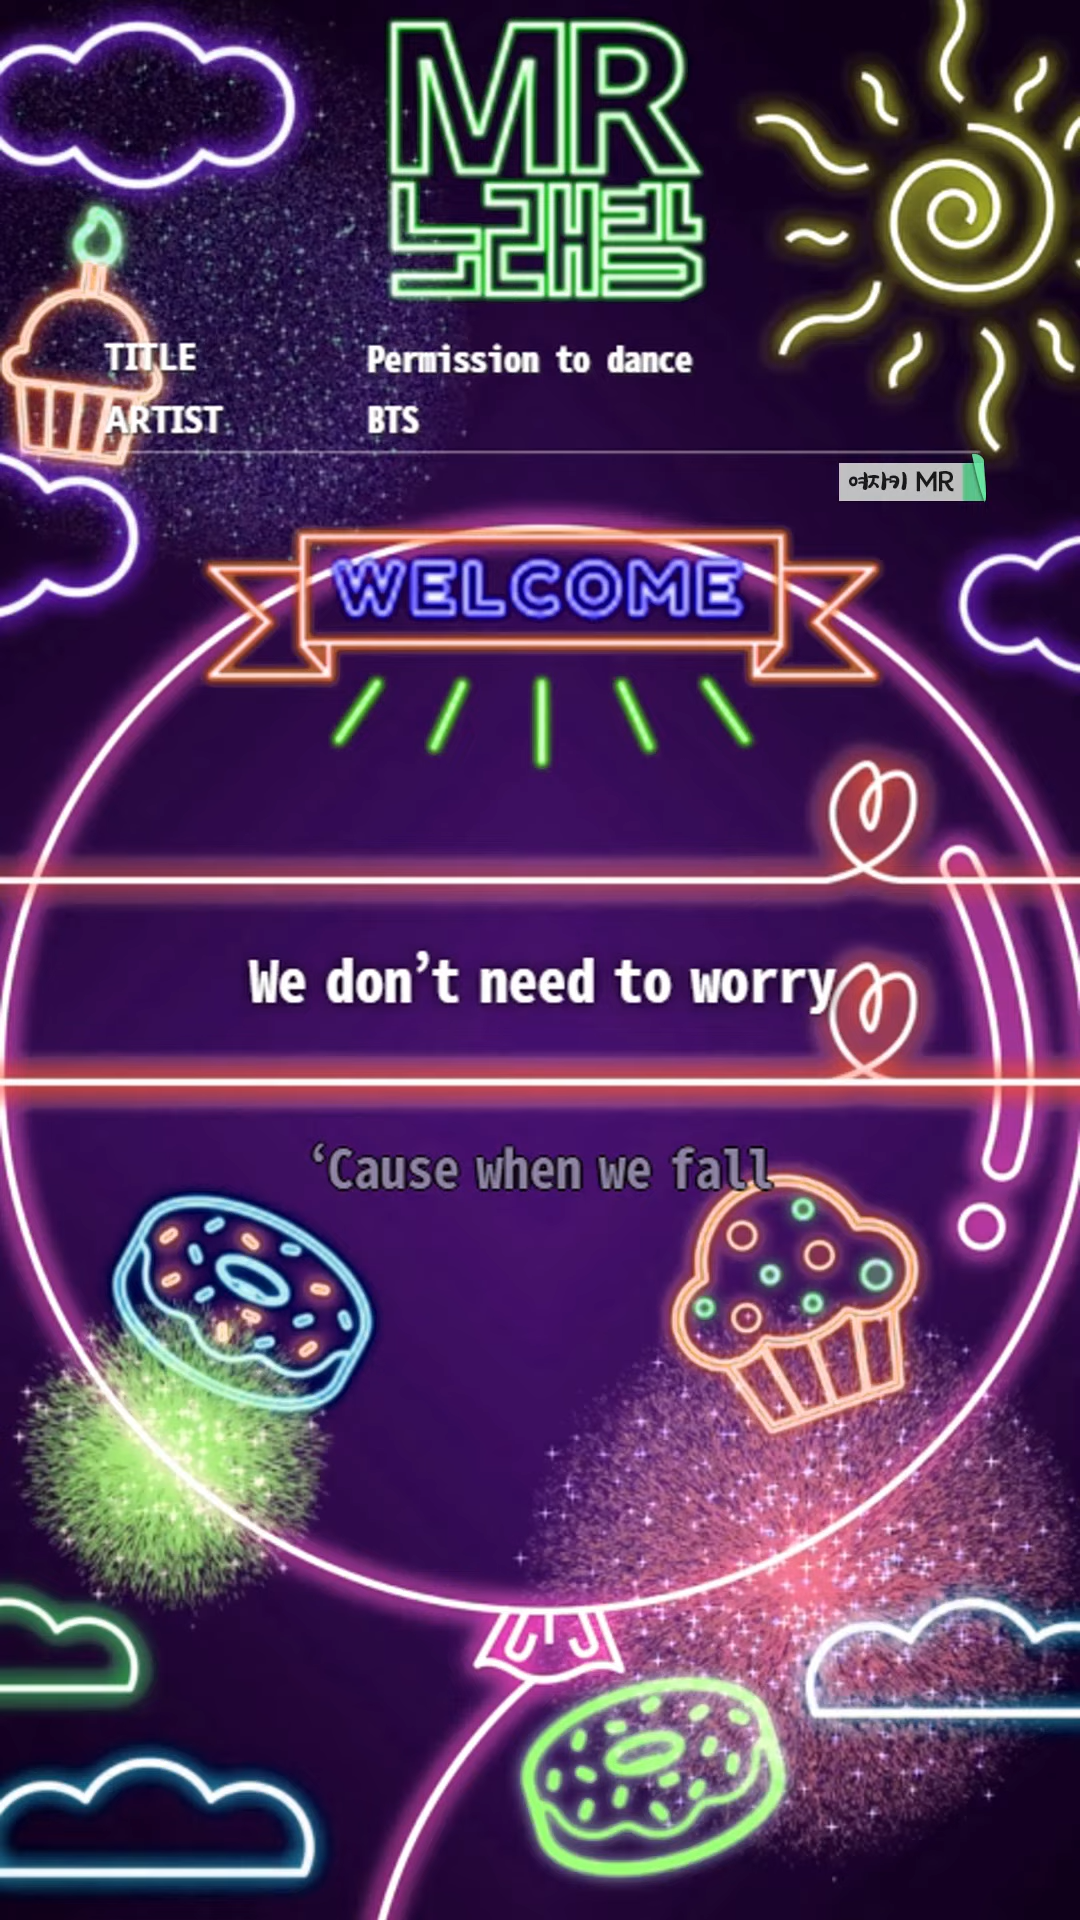 MR
노래방
TITLE Permission to dance
ARTIST BTS
여자키 MR
WELCOME
We don’t need to worry
‘Cause when we fall